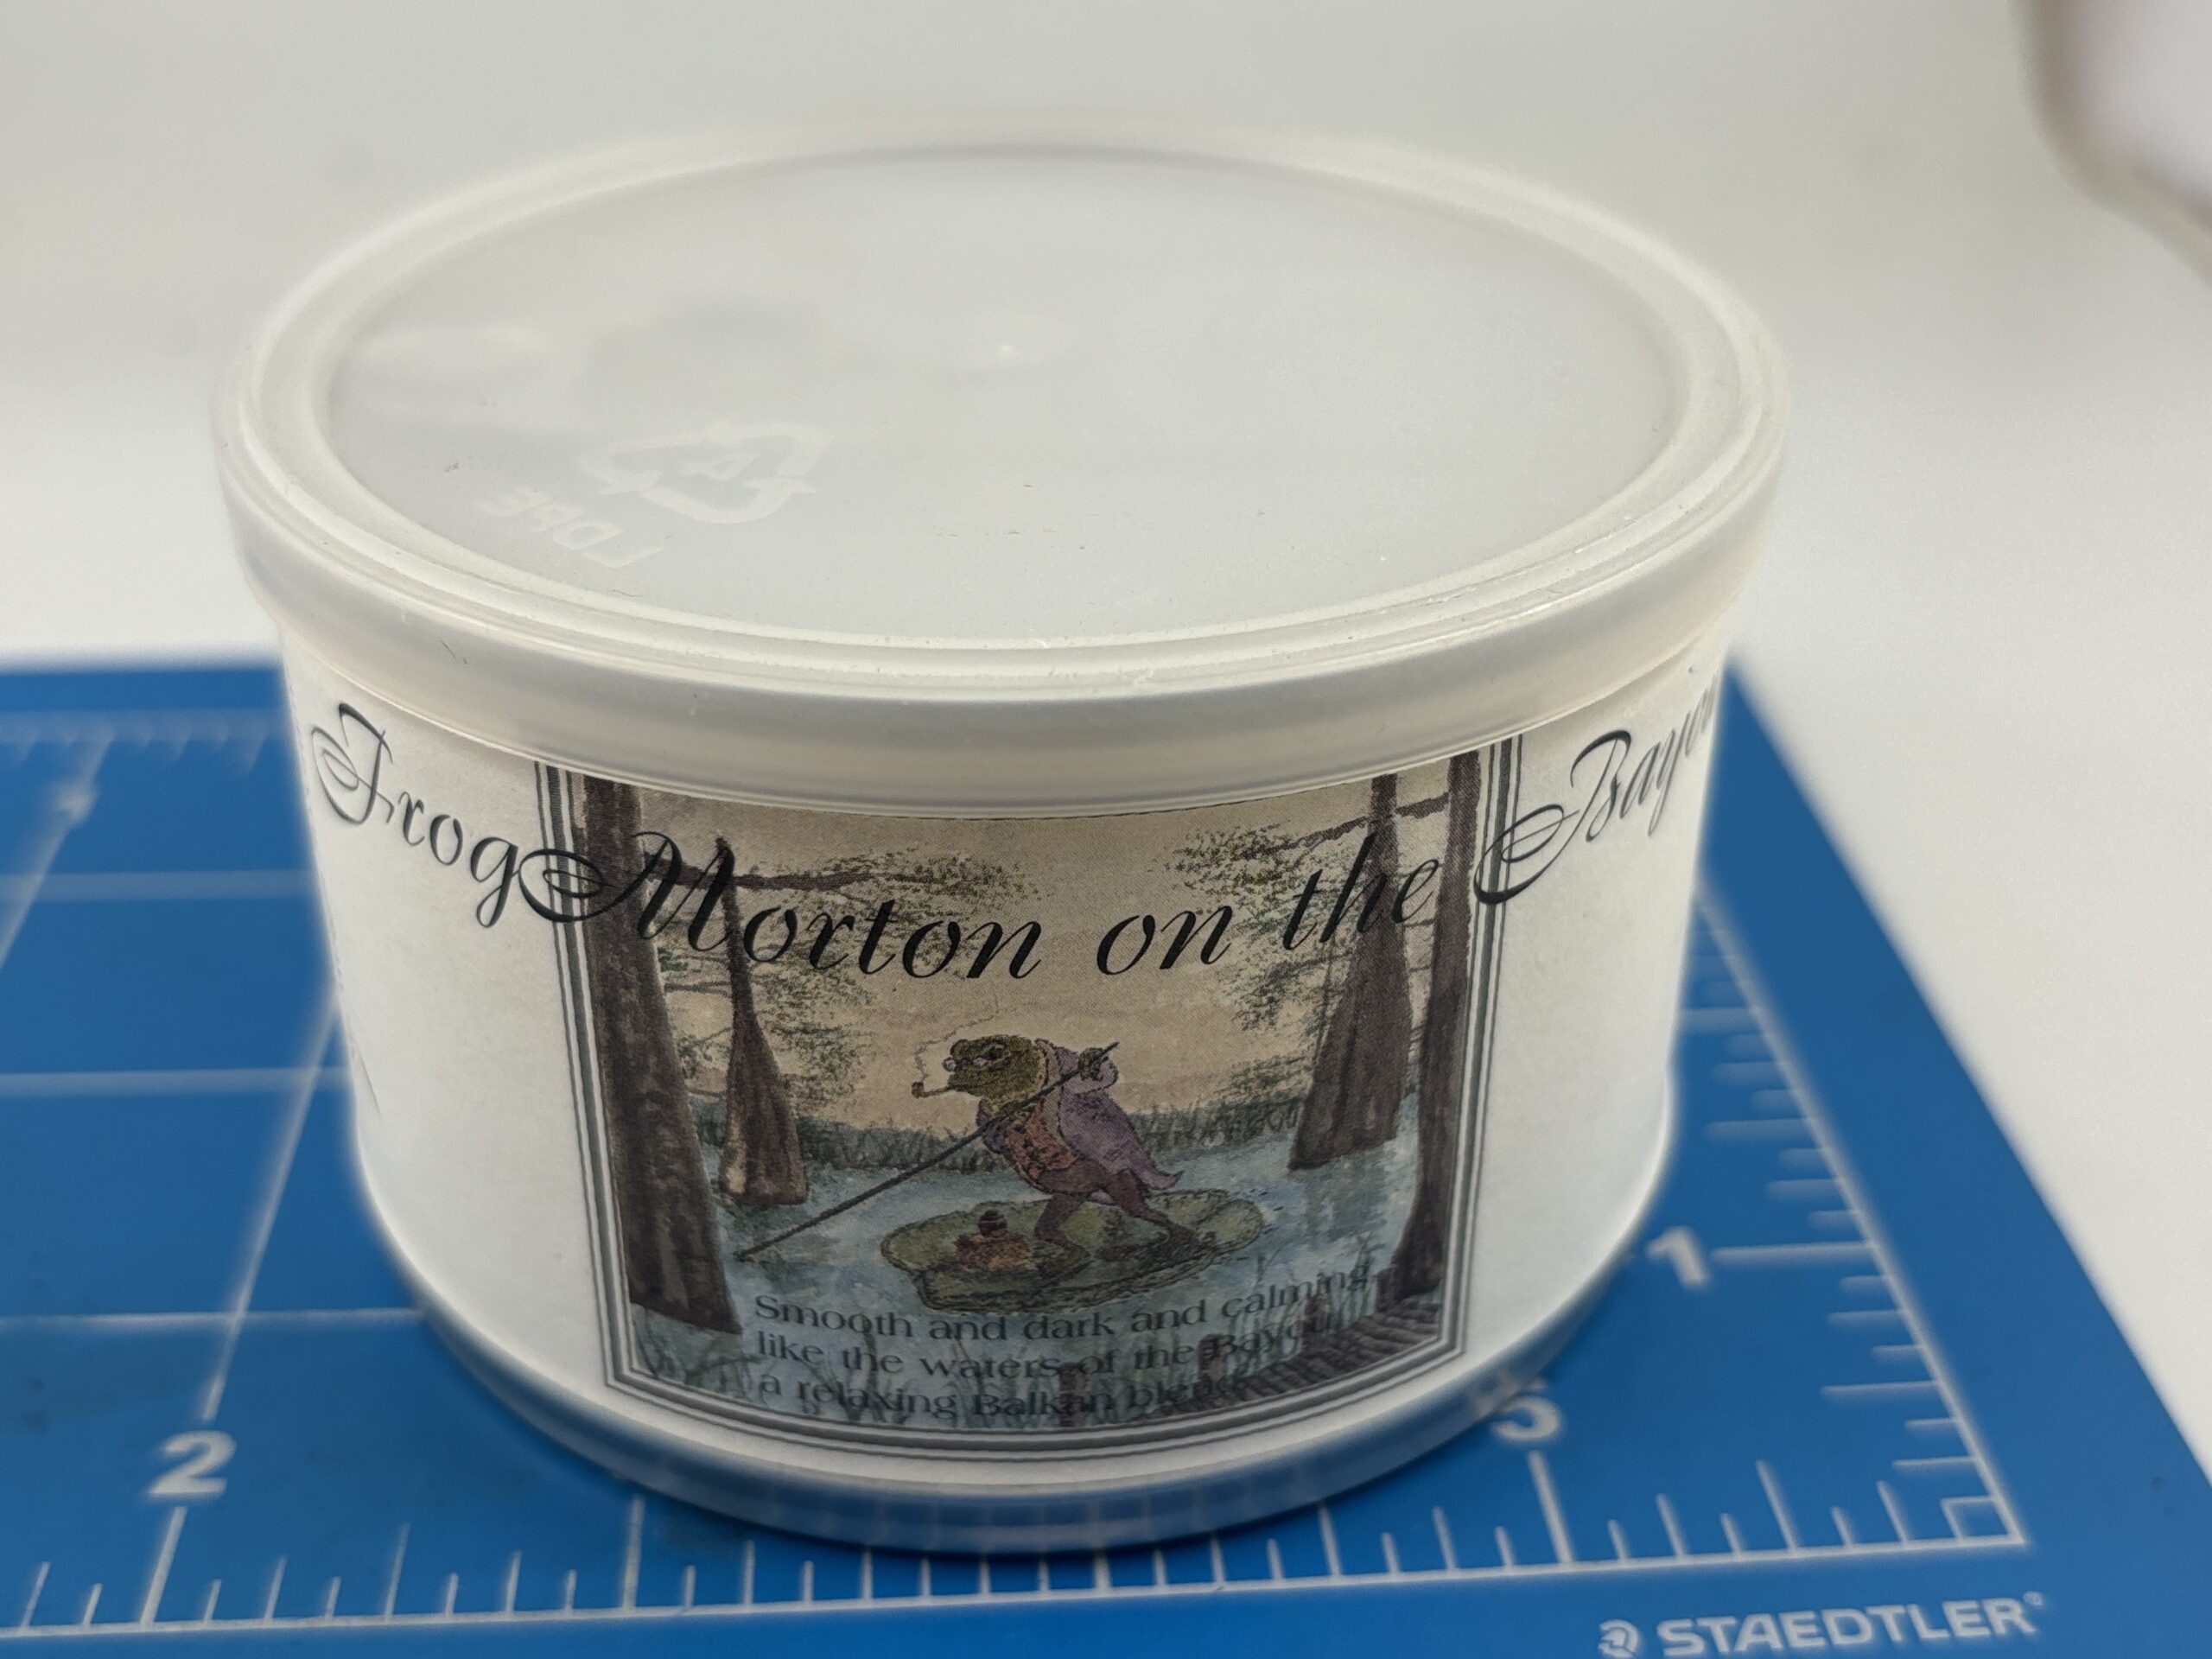 LDPE
4
Frog Morton on the Bayou
Smooth and dark and calming
like the waters of the Bayou
a relaxing Balkan blend
1
2
3
STAEDTLER®